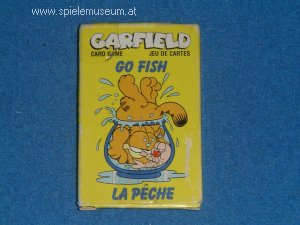 www.spielemuseum.at
GARFIELD
CARD GAME JEU DE CARTES
GO FISH
LA PÊCHE